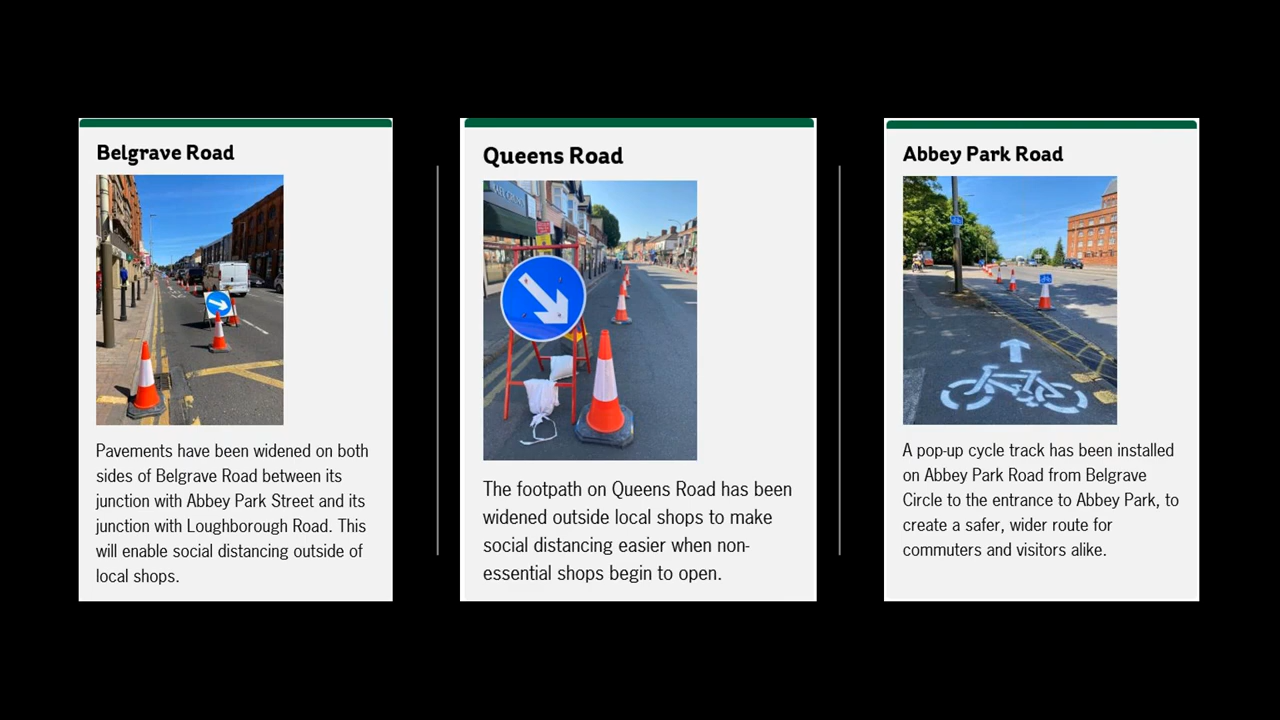 Belgrave Road
Pavements have been widened on both
sides of Belgrave Road between its
junction with Abbey Park Street and its
junction with Loughborough Road. This
will enable social distancing outside of
local shops.
Queens Road
The footpath on Queens Road has been
widened outside local shops to make
social distancing easier when non-
essential shops begin to open.
Abbey Park Road
A pop-up cycle track has been installed
on Abbey Park Road from Belgrave
Circle to the entrance to Abbey Park, to
create a safer, wider route for
commuters and visitors alike.